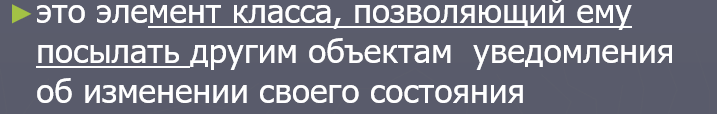 это элемент класса, позволяющий ему
посылать другим объектам уведомления
об изменении своего состояния